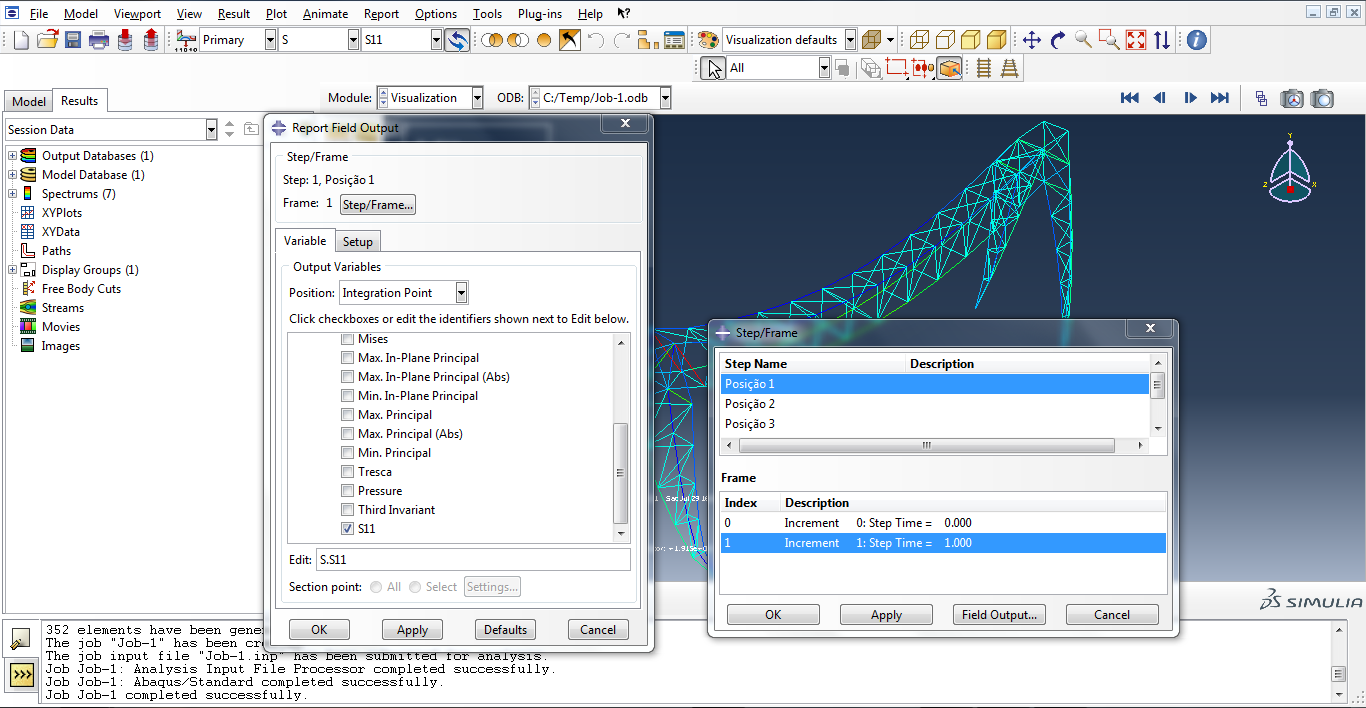 File Model Viewport View Result Plot Animate Report Options Tools Plug-ins Help
Primary S S11 Visualization defaults
All
Model Results Module: Visualization ODB: C:/Temp/Job-1.odb
Session Data
Output Databases (1)
Model Database (1)
Spectrums (7)
XYPlots
XYData
Paths
Display Groups (1)
Free Body Cuts
Streams
Movies
Images
Report Field Output
Step/Frame
Step: 1, Posição 1
Frame: 1 Step/Frame...
Variable Setup
Output Variables
Position: Integration Point
Click checkboxes or edit the identifiers shown next to Edit below.
Mises
Max. In-Plane Principal
Max. In-Plane Principal (Abs)
Min. In-Plane Principal
Max. Principal
Max. Principal (Abs)
Min. Principal
Tresca
Pressure
Third Invariant
S11
Edit: S.S11
Section point: All Select Settings...
OK Apply Defaults Cancel
Y
Z X
Step/Frame
Step Name Description
Posição 1
Posição 2
Posição 3
Frame
Index Description
0 Increment 0: Step Time = 0.000
1 Increment 1: Step Time = 1.000
OK Apply Field Output... Cancel
SIMULIA
352 elements have been
The job "Job-1" has been
The job input file "Job-1.inp" has been submitted for analysis.
Job Job-1: Analysis Input File Processor completed successfully.
Job Job-1: Abaqus/Standard completed successfully.
Job Job-1 completed successfully.